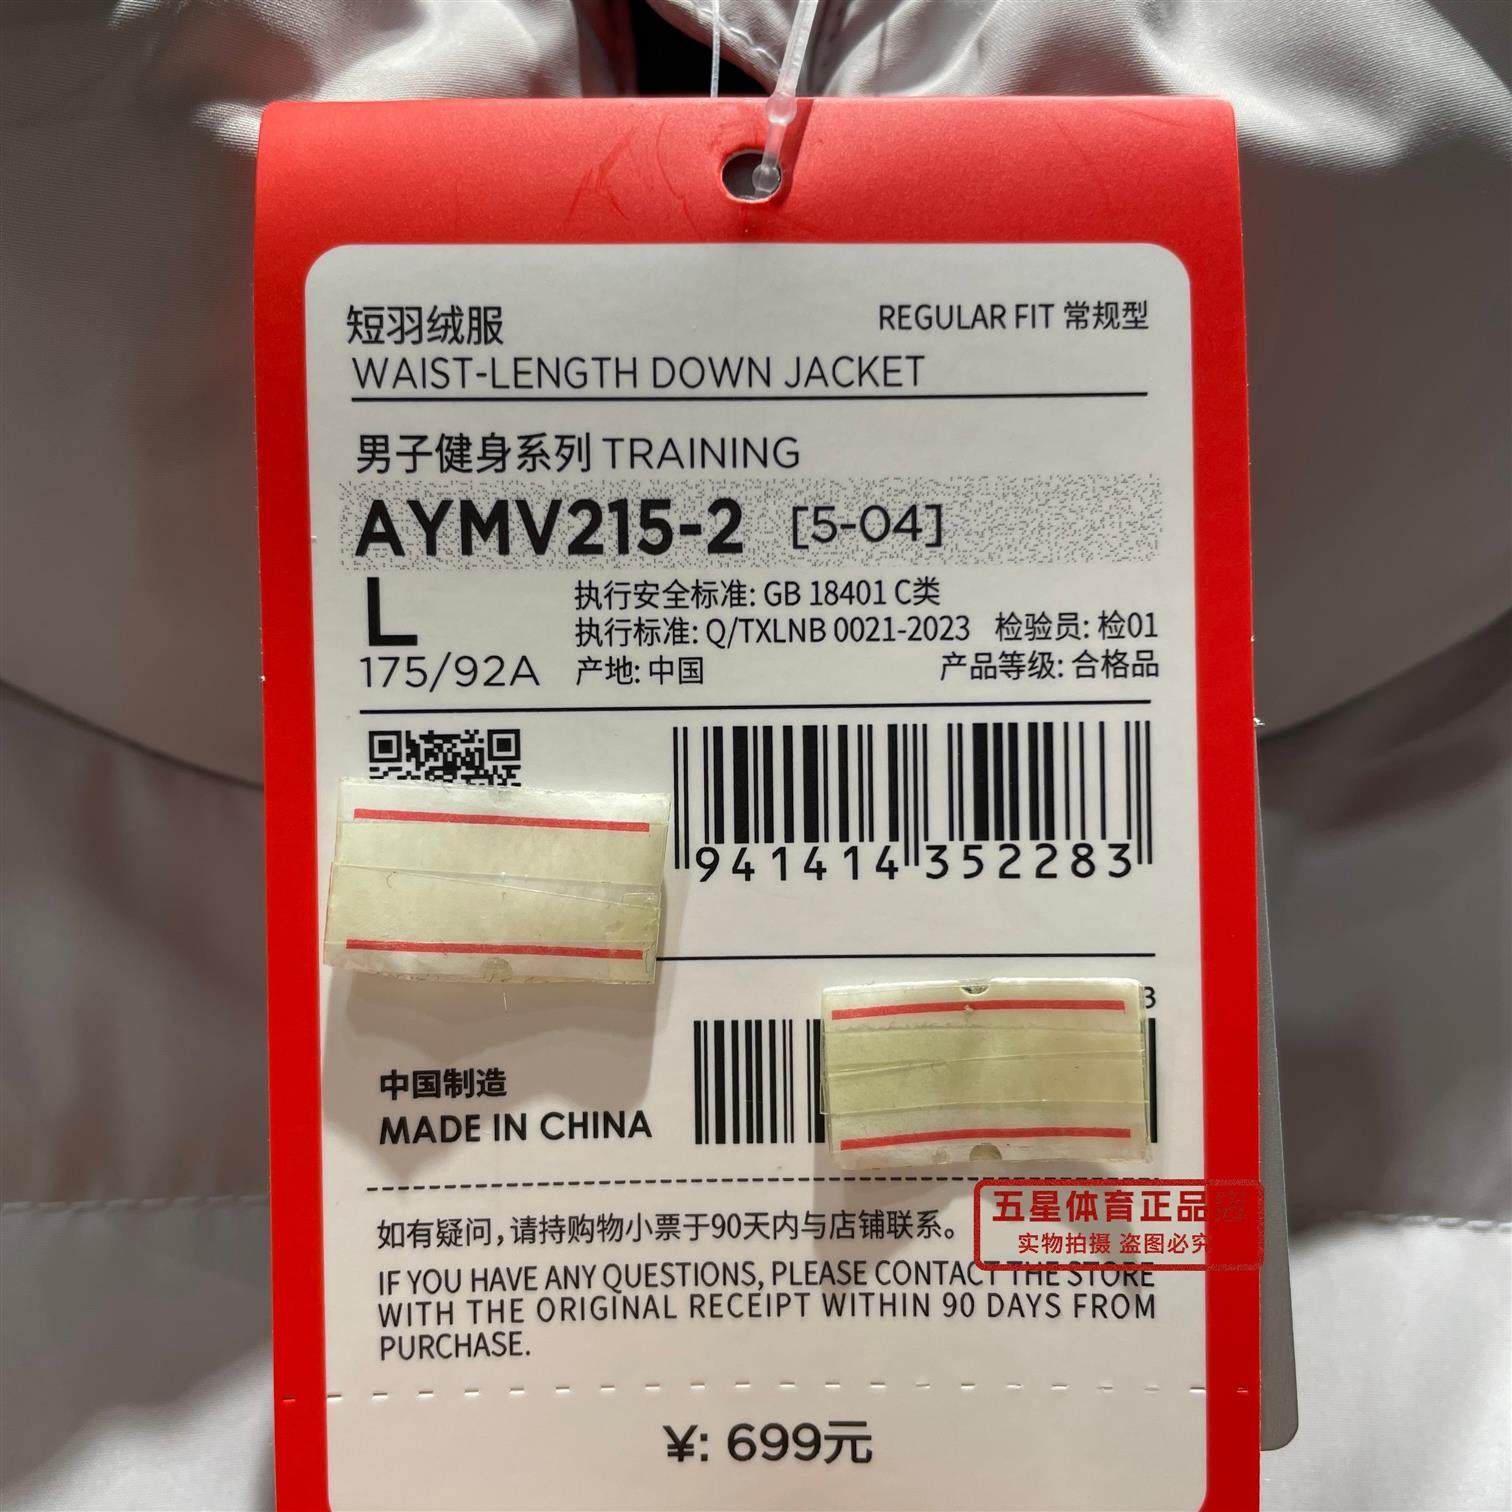 短羽绒服
REGULAR FIT 常规型
WAIST-LENGTH DOWN JACKET
男子健身系列 TRAINING
AYMV215-2 [5-04]
L
执行安全标准: GB 18401 C类
执行标准: Q/TXLNB 0021-2023 检验员: 检01
175/92A
产地: 中国
产品等级: 合格品
941414 352283
3
中国制造
MADE IN CHINA
五星体育正品
实物拍摄 盗图必究
如有疑问,请持购物小票于90天内与店铺联系。
IF YOU HAVE ANY QUESTIONS, PLEASE CONTACT THE STORE
WITH THE ORIGINAL RECEIPT WITHIN 90 DAYS FROM
PURCHASE.
¥: 699元